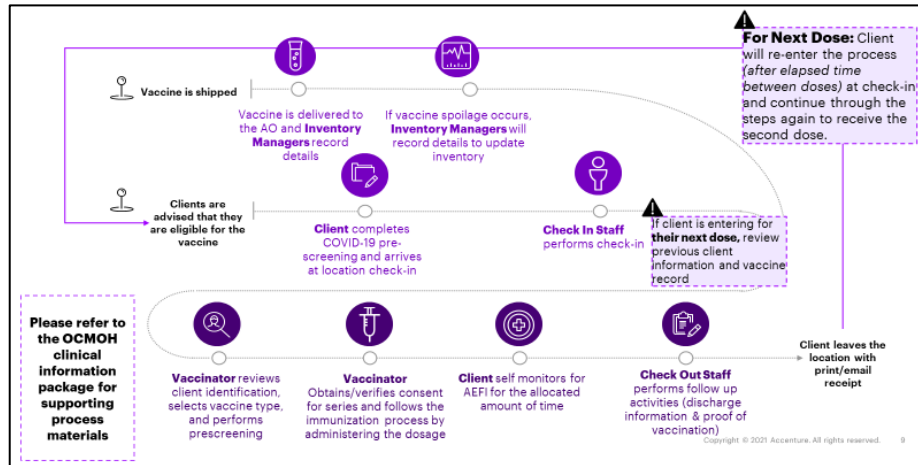 For Next Dose: Client
will re-enter the process
(after elapsed time
between doses) at check-in
and continue through the
steps again to receive the
second dose.
Vaccine is shipped
Vaccine is delivered to
the AO and Inventory
Managers record
details
If vaccine spoilage occurs,
Inventory Managers will
record details to update
inventory
Clients are
advised that they
are eligible for the
vaccine
Client completes
COVID-19 pre-
screening and arrives
at location check-in
Check In Staff
performs check-in
If client is entering for
their next dose, review
previous client
information and vaccine
record
Please refer to
the OCMOH
clinical
information
package for
supporting
process
materials
Vaccinator reviews
client identification,
selects vaccine type,
and performs
prescreening
Vaccinator
Obtains/verifies consent
for series and follows the
immunization process by
administering the dosage
Client self monitors for
AEFI for the allocated
amount of time
Check Out Staff
performs follow up
activities (discharge
information & proof of
vaccination)
Client leaves the
location with
print/email
receipt
Copyright © 2021 Accenture. All rights reserved. 9